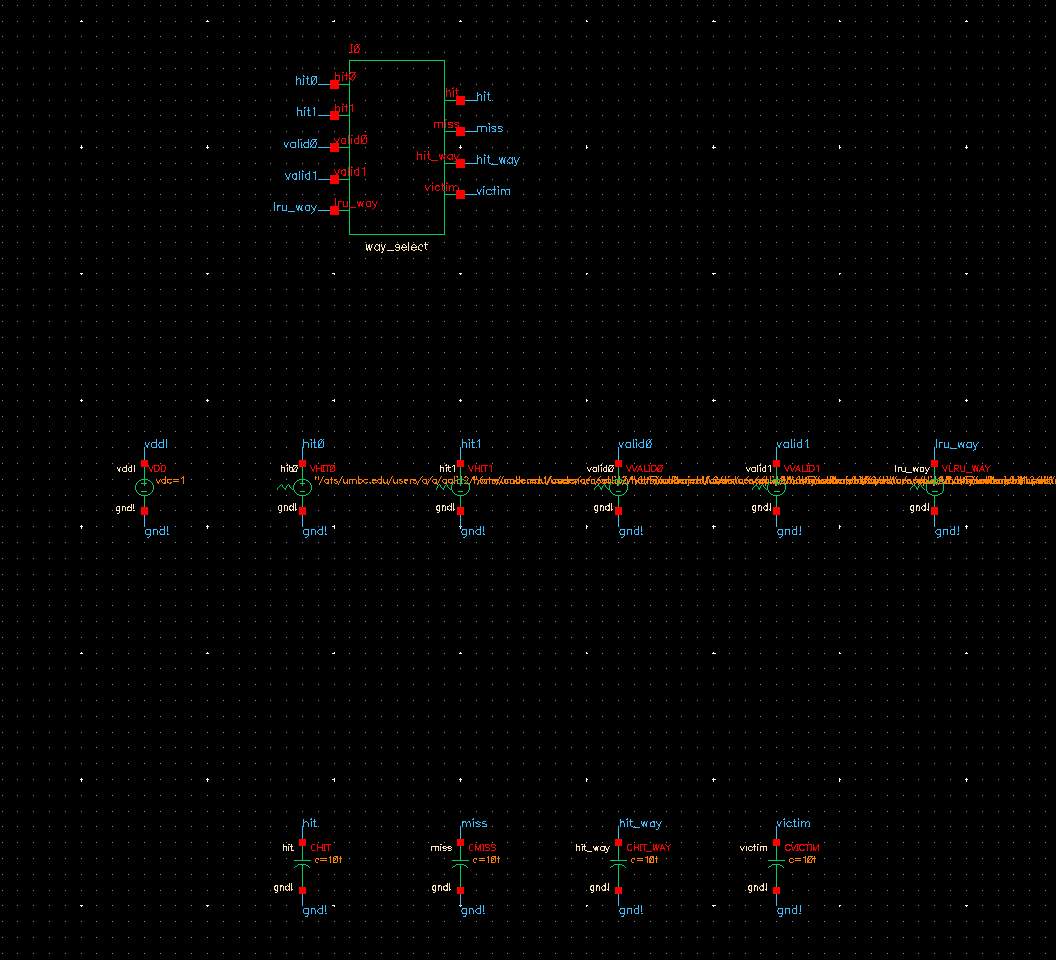 I0
hit0 hit0
hit hit
hit1 hit1
miss miss
valid0 valid0
hit_way hit_way
valid1 valid1
victim victim
lru_way lru_way
way_select
vdd! hit0 hit1 valid0 valid1 lru_way
vdd! VDD hit0 VHIT0 hit1 VHIT1 valid0 VVALID0 valid1 VVALID1 lru_way VLRU_WAY
vdc=1 "/afs/umbc.edu/users/
gnd! gnd! gnd! gnd! gnd! gnd!
gnd! gnd! gnd! gnd! gnd! gnd!
hit miss hit_way victim
hit CHIT miss CMISS hit_way CHIT_WAY victim CVICTIM
c=10f c=10f c=10f c=10f
gnd! gnd! gnd! gnd!
gnd! gnd! gnd! gnd!